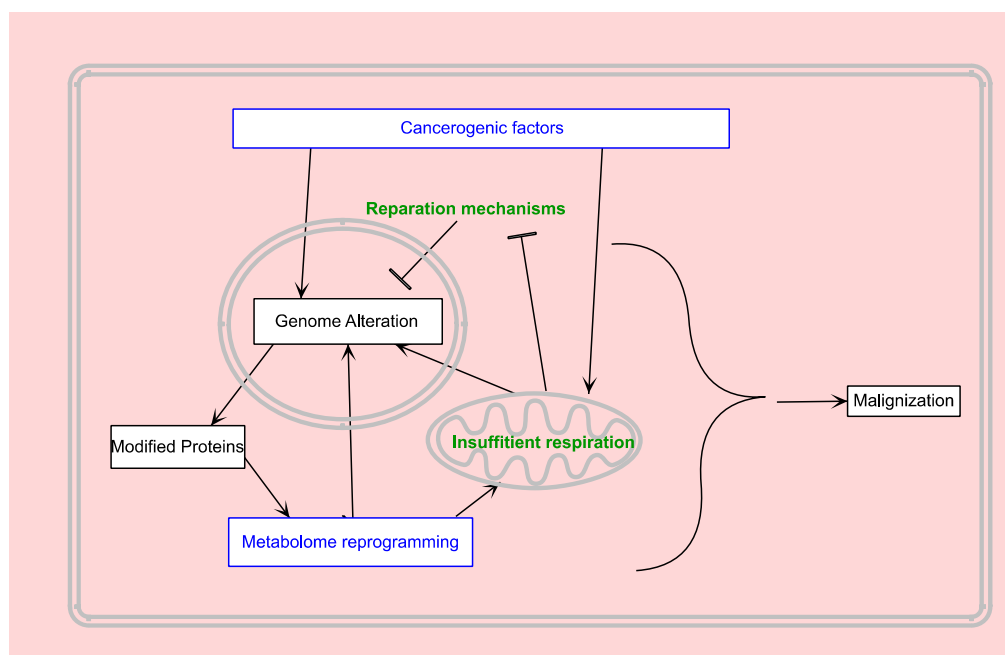 Cancerogenic factors
Reparation mechanisms
Genome Alteration
Malignization
Modified Proteins
Insuffitient respiration
Metabolome reprogramming